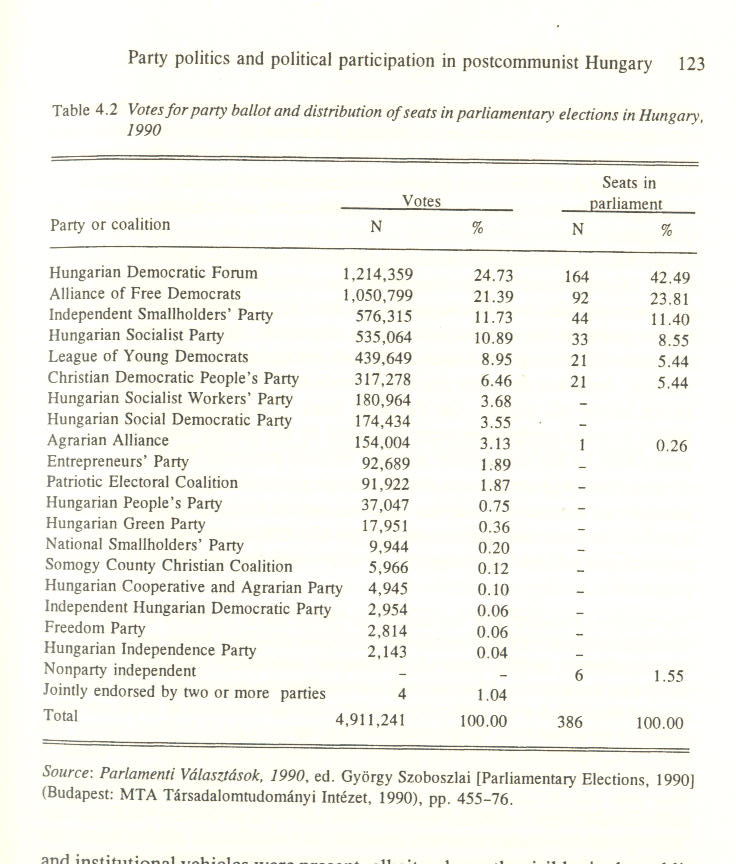 Party politics and political participation in postcommunist Hungary 123
Table 4.2 Votes for party ballot and distribution of seats in parliamentary elections in Hungary,
1990
Seats in
Votes parliament
Party or coalition N % N %
Hungarian Democratic Forum 1,214,359 24.73 164 42.49
Alliance of Free Democrats 1,050,799 21.39 92 23.81
Independent Smallholders' Party 576,315 11.73 44 11.40
Hungarian Socialist Party 535,064 10.89 33 8.55
League of Young Democrats 439,649 8.95 21 5.44
Christian Democratic People's Party 317,278 6.46 21 5.44
Hungarian Socialist Workers' Party 180,964 3.68 –
Hungarian Social Democratic Party 174,434 3.55 –
Agrarian Alliance 154,004 3.13 1 0.26
Entrepreneurs' Party 92,689 1.89 –
Patriotic Electoral Coalition 91,922 1.87 –
Hungarian People's Party 37,047 0.75 –
Hungarian Green Party 17,951 0.36 –
National Smallholders' Party 9,944 0.20 –
Somogy County Christian Coalition 5,966 0.12 –
Hungarian Cooperative and Agrarian Party 4,945 0.10 –
Independent Hungarian Democratic Party 2,954 0.06 –
Freedom Party 2,814 0.06 –
Hungarian Independence Party 2,143 0.04 –
Nonparty independent – – 6 1.55
Jointly endorsed by two or more parties 4 1.04
Total 4,911,241 100.00 386 100.00
Source: Parlamenti Választások, 1990, ed. György Szoboszlai [Parliamentary Elections, 1990]
(Budapest: MTA Társadalomtudományi Intézet, 1990), pp. 455–76.
and institutional vehicles were present